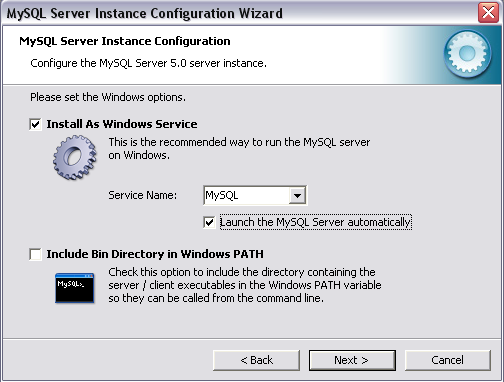 MySQL Server Instance Configuration Wizard
MySQL Server Instance Configuration
Configure the MySQL Server 5.0 server instance.
Please set the Windows options.
Install As Windows Service
This is the recommended way to run the MySQL server
on Windows.
Service Name:
MySQL
Launch the MySQL Server automatically
Include Bin Directory in Windows PATH
MySQL>_
Check this option to include the directory containing the
server / client executables in the Windows PATH variable
so they can be called from the command line.
< Back
Next >
Cancel